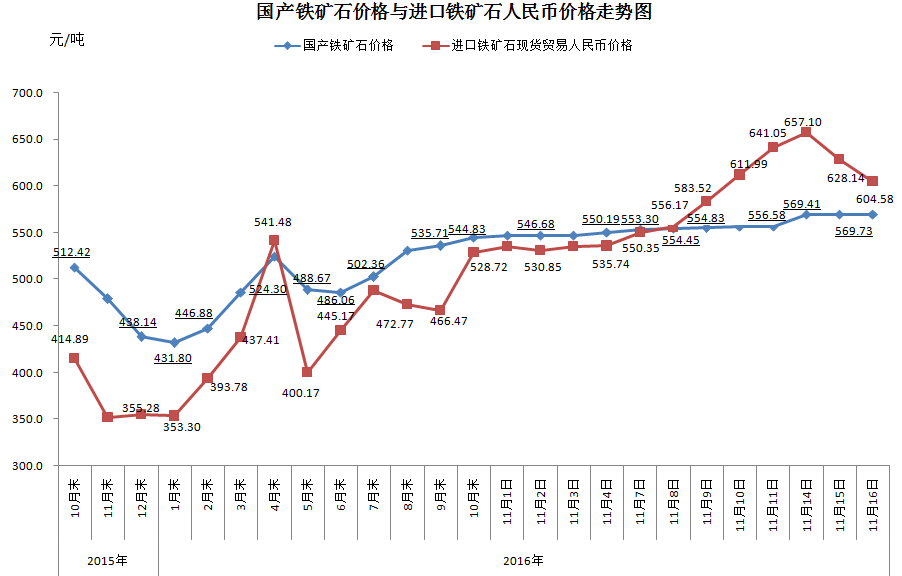 国产铁矿石价格与进口铁矿石人民币价格走势图
元/吨
国产铁矿石价格 进口铁矿石现货贸易人民币价格
700.0
650.0
600.0
550.0
500.0
450.0
400.0
350.0
300.0
512.42 438.14 431.80 446.88 524.30 488.67 486.06 502.36 535.71 544.83 546.68 550.19 553.30 554.45 554.83 556.58 569.41 569.73
414.89 355.28 353.30 393.78 437.41 541.48 400.17 445.17 472.77 466.47 528.72 530.85 535.74 550.35 556.17 583.52 611.99 641.05 657.10 628.14 604.58
10月末 11月末 12月末 1月末 2月末 3月末 4月末 5月末 6月末 7月末 8月末 9月末 10月末 11月1日 11月2日 11月3日 11月4日 11月7日 11月8日 11月9日 11月10日 11月11日 11月14日 11月15日 11月16日
2015年 2016年